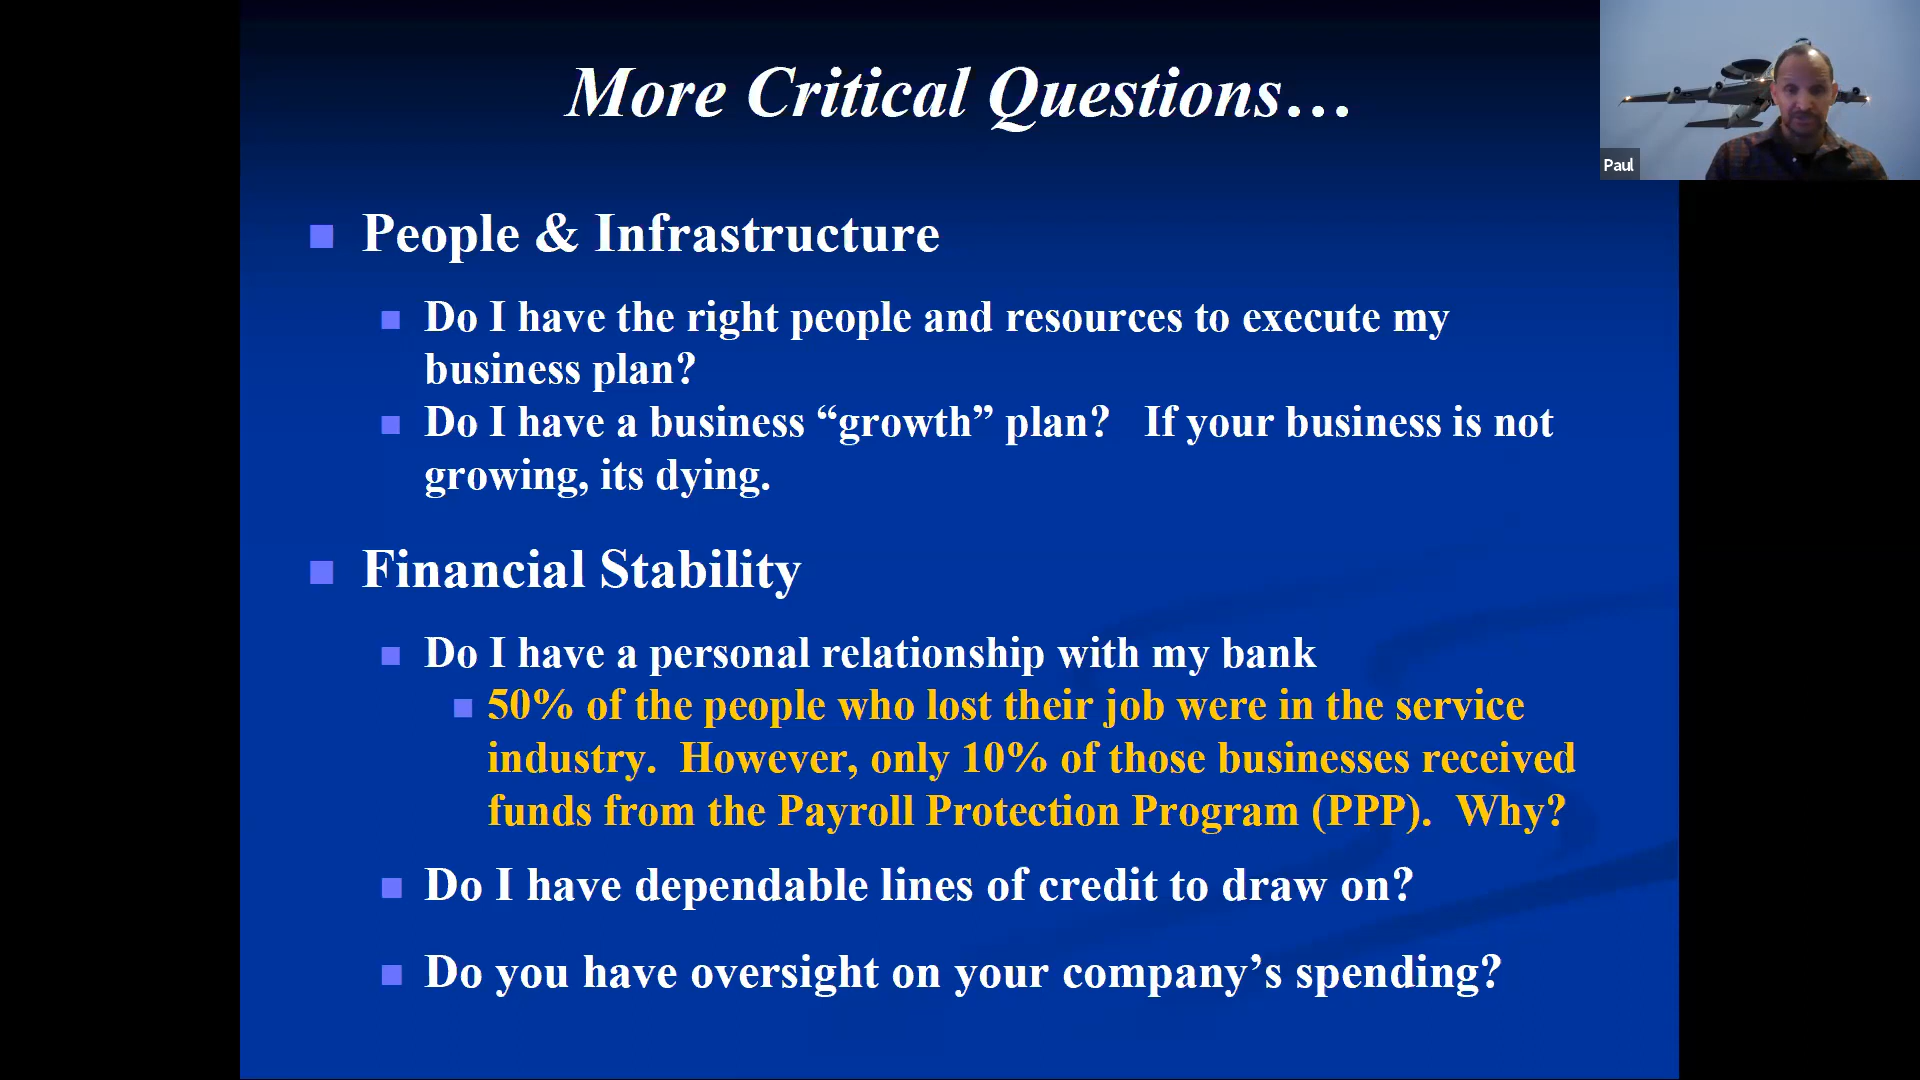 More Critical Questions…
Paul
People & Infrastructure
Do I have the right people and resources to execute my
business plan?
Do I have a business “growth” plan?   If your business is not
growing, its dying.
Financial Stability
Do I have a personal relationship with my bank
50% of the people who lost their job were in the service
industry.  However, only 10% of those businesses received
funds from the Payroll Protection Program (PPP).  Why?
Do I have dependable lines of credit to draw on?
Do you have oversight on your company’s spending?